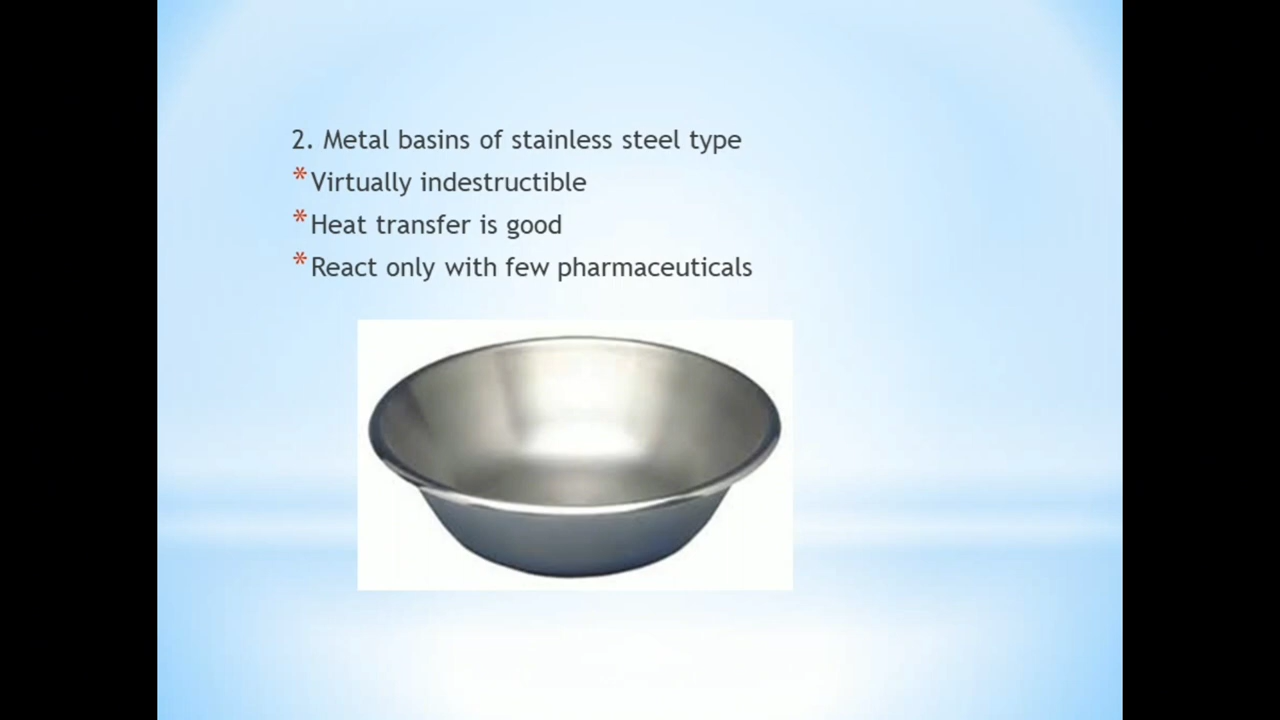 2. Metal basins of stainless steel type
* Virtually indestructible
* Heat transfer is good
* React only with few pharmaceuticals